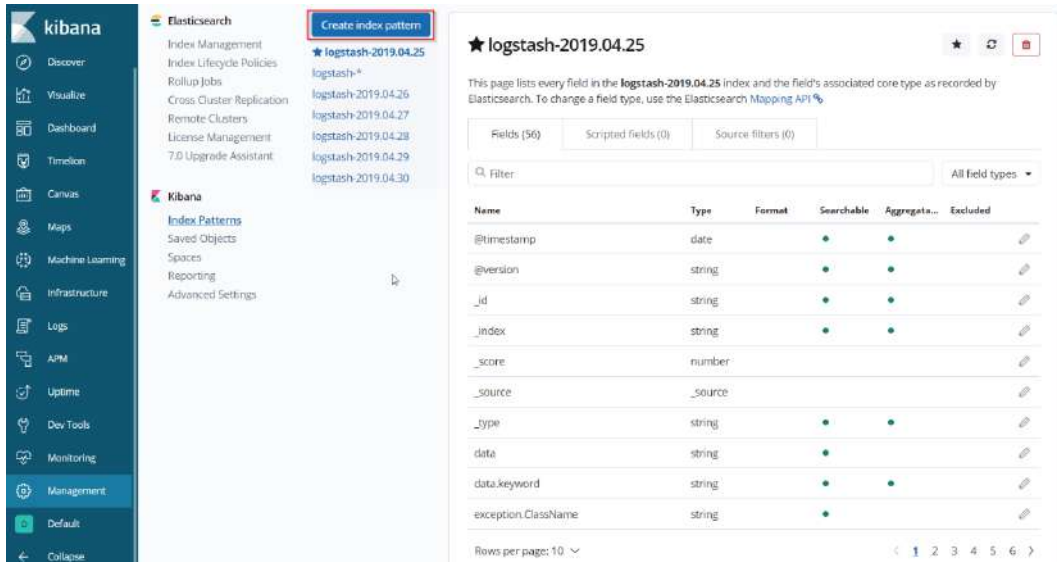 kibana
Discover
Visualize
Dashboard
Timelion
Canvas
Maps
Machine Learning
Infrastructure
Logs
APM
Uptime
Dev Tools
Monitoring
Management
Default
Collapse
Elasticsearch
Index Management
Index Lifecycle Policies
Rollup Jobs
Cross Cluster Replication
Remote Clusters
License Management
7.0 Upgrade Assistant
Kibana
Index Patterns
Saved Objects
Spaces
Reporting
Advanced Settings
Create index pattern
★ logstash-2019.04.25
logstash-*
logstash-2019.04.26
logstash-2019.04.27
logstash-2019.04.28
logstash-2019.04.29
logstash-2019.04.30
★ logstash-2019.04.25
This page lists every field in the logstash-2019.04.25 index and the field's associated core type as recorded by
Elasticsearch. To change a field type, use the Elasticsearch Mapping API
Fields (56) Scripted fields (0) Source filters (0)
Filter All field types
Name Type Format Searchable Aggregata... Excluded
@timestamp date
@version string
_id string
_index string
_score number
_source _source
_type string
data string
data.keyword string
exception.ClassName string
Rows per page: 10 1 2 3 4 5 6